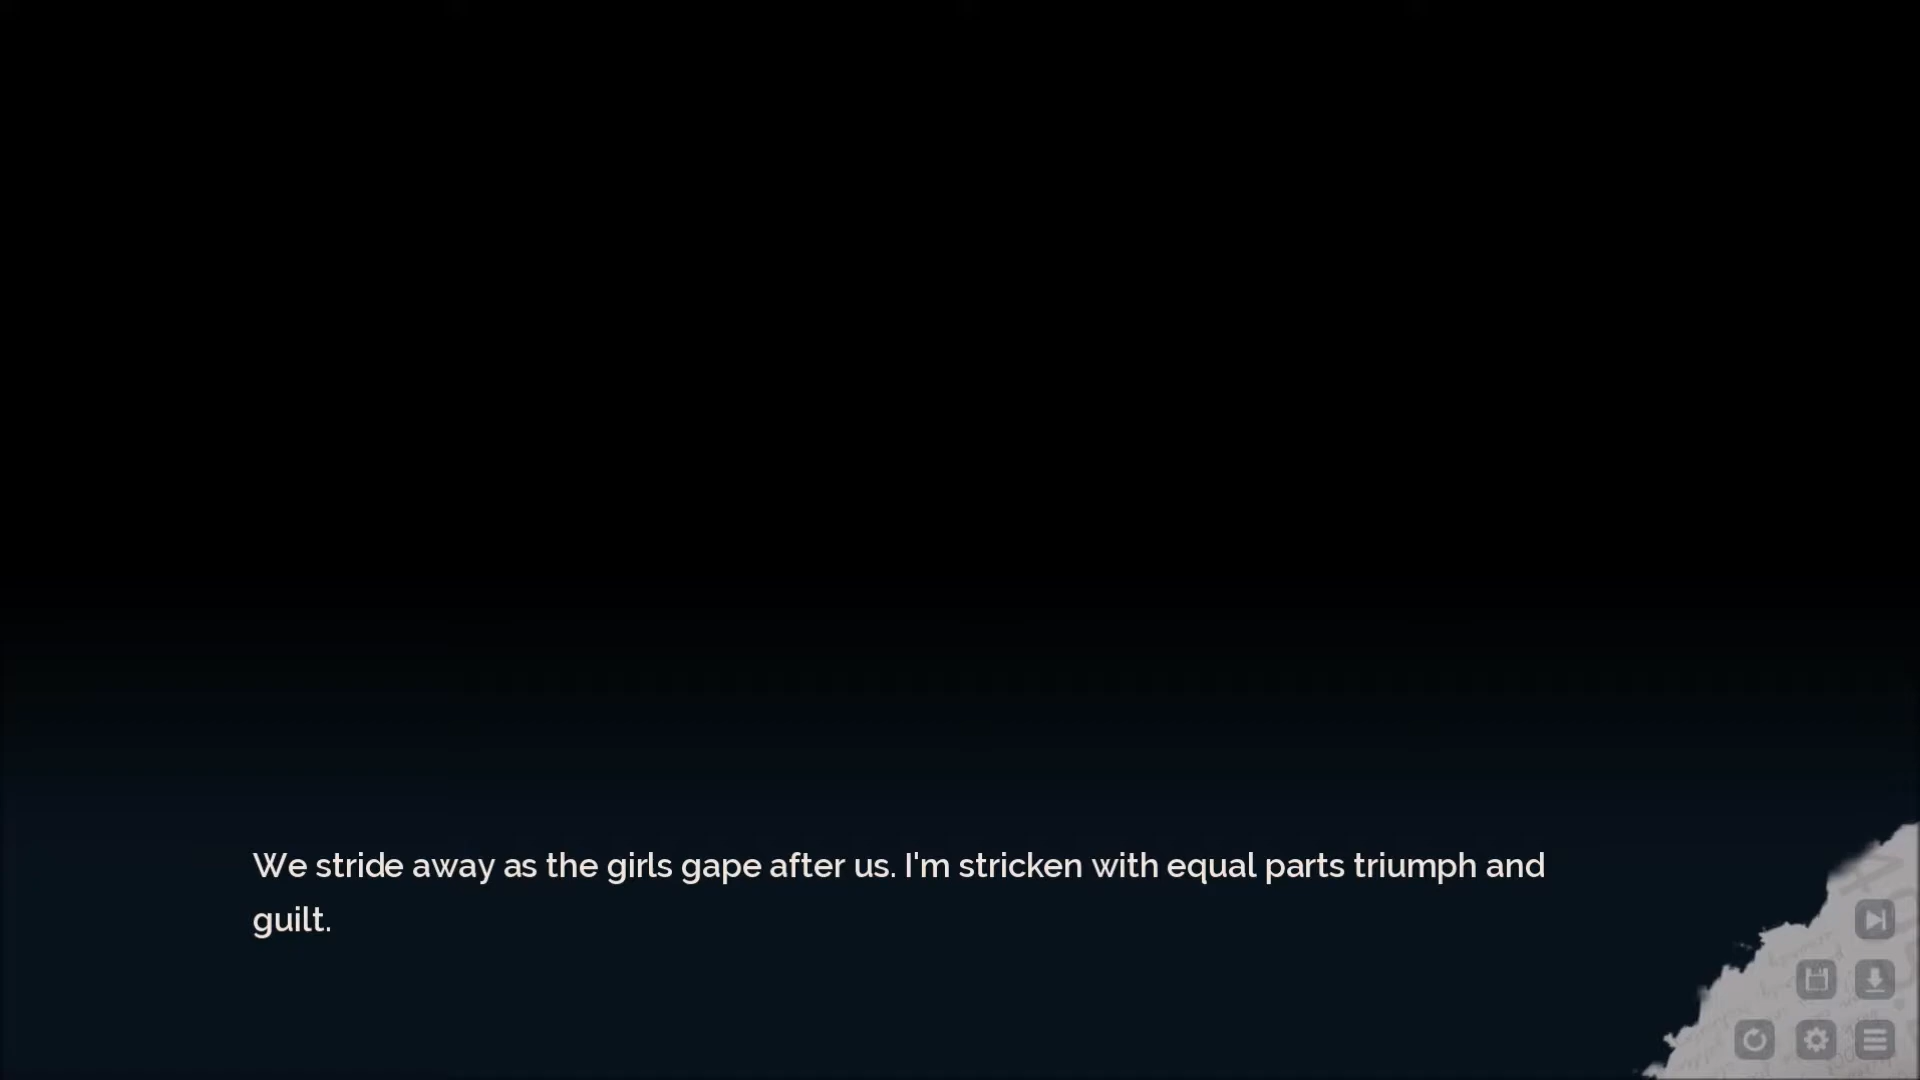 We stride away as the girls gape after us. I'm stricken with equal parts triumph and
guilt.